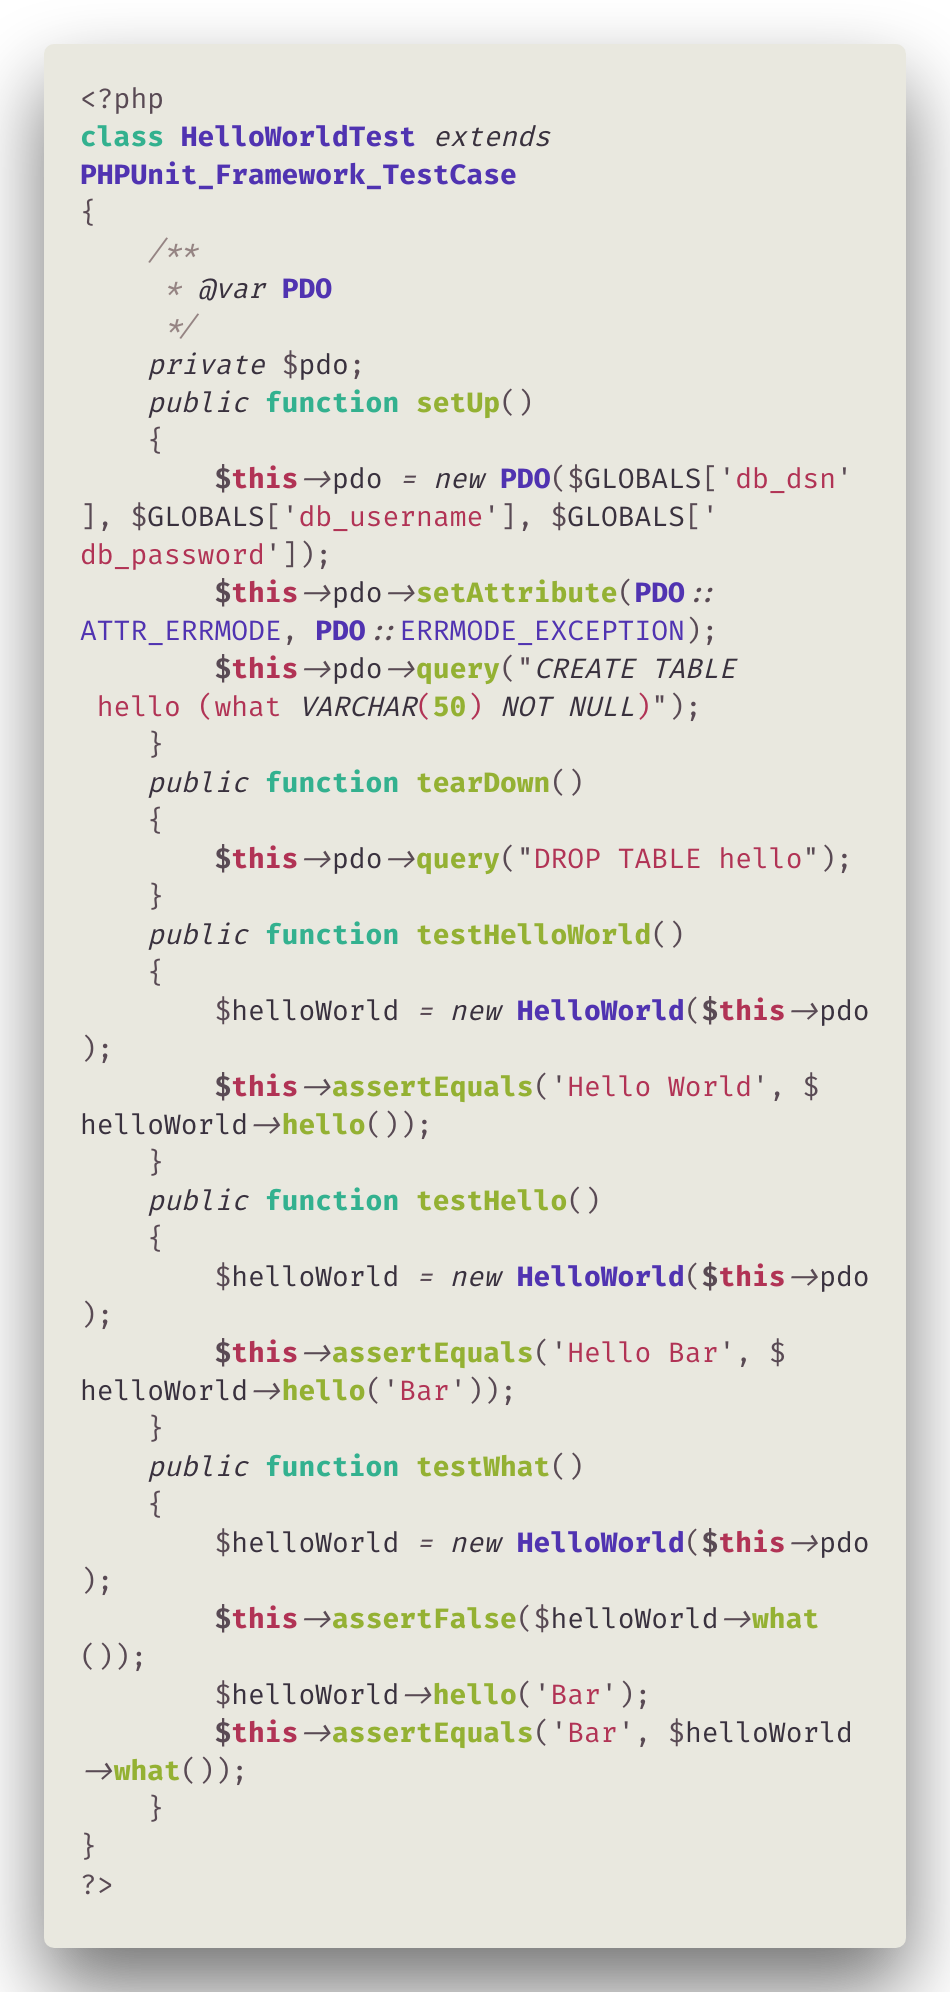 <?php
class HelloWorldTest extends
PHPUnit_Framework_TestCase
{
    /**
     * @var PDO
     */
    private $pdo;
    public function setUp()
    {
        $this->pdo = new PDO($GLOBALS['db_dsn'
], $GLOBALS['db_username'], $GLOBALS['
db_password']);
        $this->pdo->setAttribute(PDO::
ATTR_ERRMODE, PDO::ERRMODE_EXCEPTION);
        $this->pdo->query("CREATE TABLE
 hello (what VARCHAR(50) NOT NULL)");
    }
    public function tearDown()
    {
        $this->pdo->query("DROP TABLE hello");
    }
    public function testHelloWorld()
    {
        $helloWorld = new HelloWorld($this->pdo
);
        $this->assertEquals('Hello World', $
helloWorld->hello());
    }
    public function testHello()
    {
        $helloWorld = new HelloWorld($this->pdo
);
        $this->assertEquals('Hello Bar', $
helloWorld->hello('Bar'));
    }
    public function testWhat()
    {
        $helloWorld = new HelloWorld($this->pdo
);
        $this->assertFalse($helloWorld->what
());
        $helloWorld->hello('Bar');
        $this->assertEquals('Bar', $helloWorld
->what());
    }
}
?>